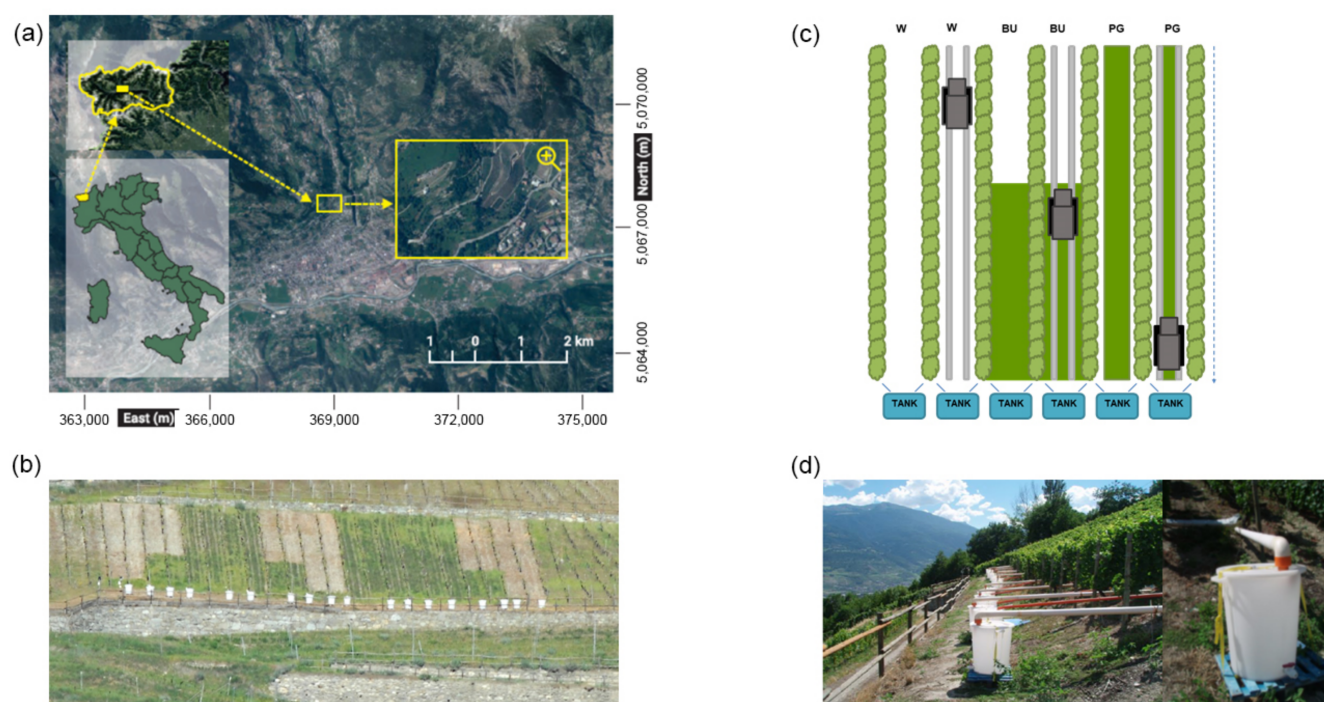 (a)
5,070,000
North (m)
5,067,000
5,064,000
1 0 1 2 km
363,000 East (m) 366,000 369,000 372,000 375,000
(b)
(c)
W W BU BU PG PG
TANK TANK TANK TANK TANK TANK
(d)